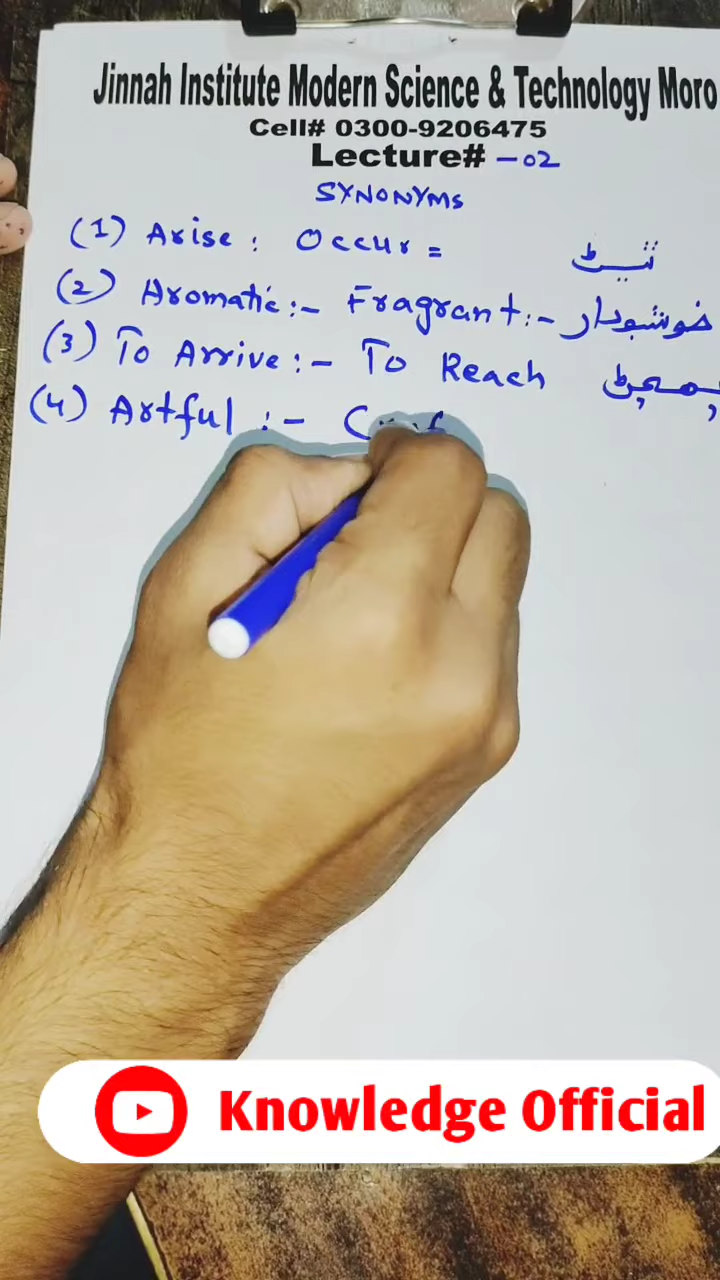 Jinnah Institute Modern Science & Technology Moro
Cell# 0300-9206475
Lecture# -02
SYNONYMS
(1) Arise: Occur =
(2) Aromatic:- Fragrant:- خوشبودار
(3) To Arrive:- To Reach
(4) Artful :-
Knowledge Official